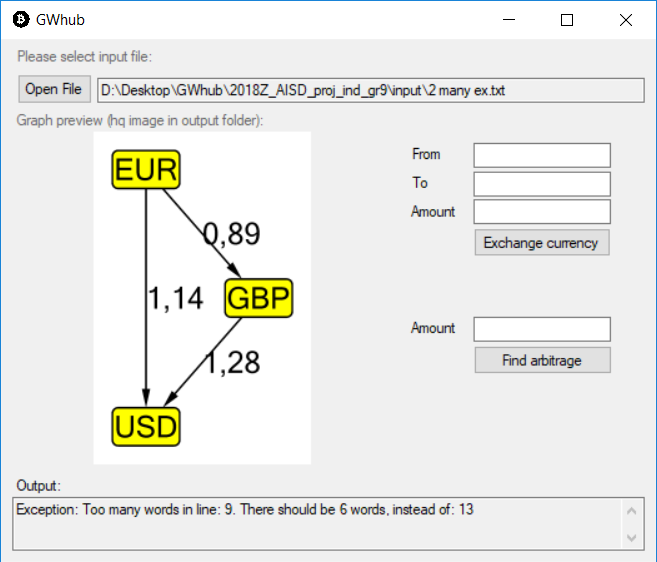 GWhub
Please select input file:
Open File
D:\Desktop\GWhub\2018Z_AISD_proj_ind_gr9\input\2 many ex.txt
Graph preview (hq image in output folder):
EUR
0,89
1,14
GBP
1,28
USD
From
To
Amount
Exchange currency
Amount
Find arbitrage
Output:
Exception: Too many words in line: 9. There should be 6 words, instead of: 13